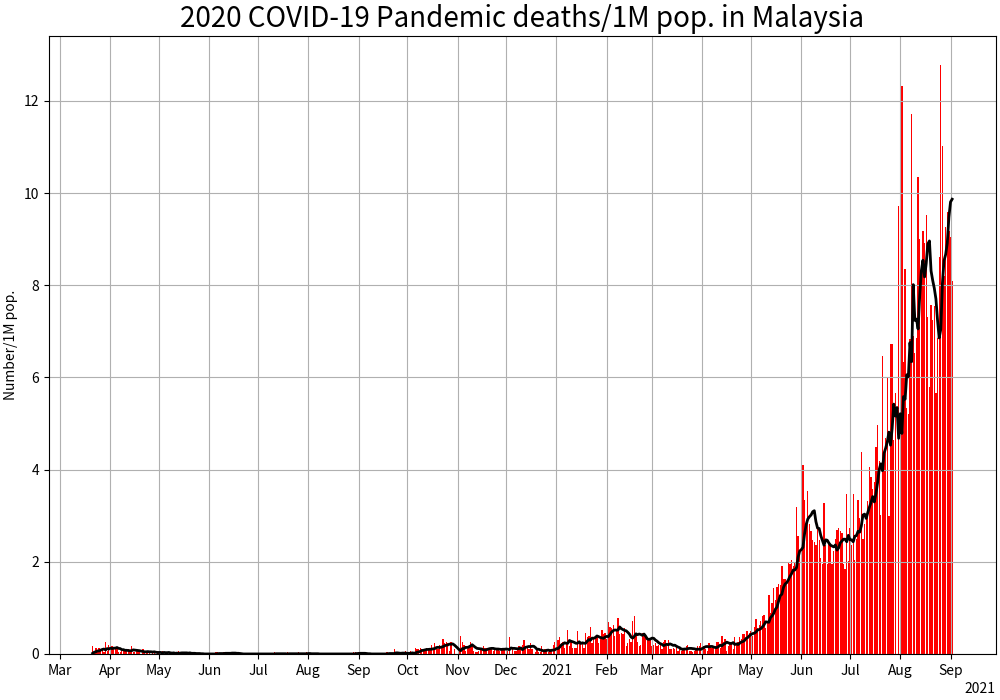 2020 COVID-19 Pandemic deaths/1M pop. in Malaysia
Number/1M pop.
12
10
8
6
4
2
0
Mar Apr May Jun Jul Aug Sep Oct Nov Dec 2021 Feb Mar Apr May Jun Jul Aug Sep
2021